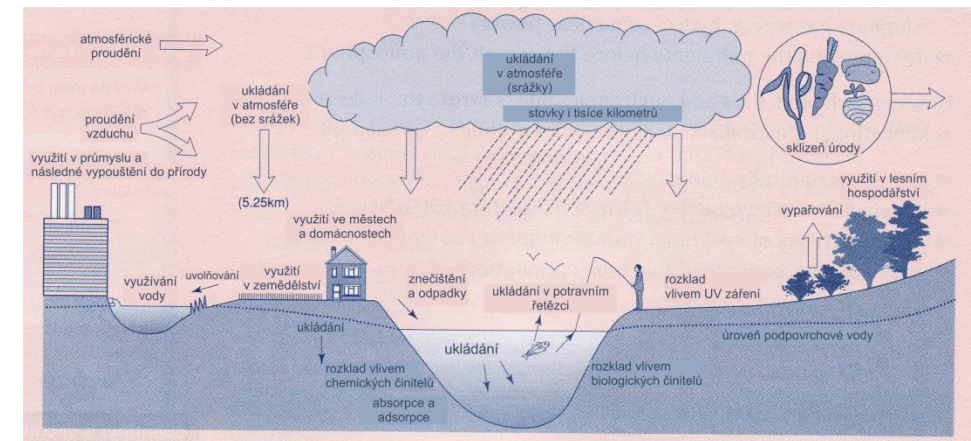 atmosférické
proudění
proudění
vzduchu
využití v průmyslu a
následné vypouštění do přírody
ukládání
v atmosféře
(bez srážek)
(5.25km)
ukládání
v atmosféře
(srážky)
stovky i tisíce kilometrů
sklizeň úrody
využití v lesním
hospodářství
vypařování
využití ve městech
a domácnostech
využívání
vody
uvolňování
využití
v zemědělství
znečištění
a odpadky
ukládání v potravním
řetězci
rozklad
vlivem UV záření
úroveň podpovrchové vody
ukládání
ukládání
rozklad vlivem
chemických činitelů
absorpce a
adsorpce
rozklad vlivem
biologických činitelů